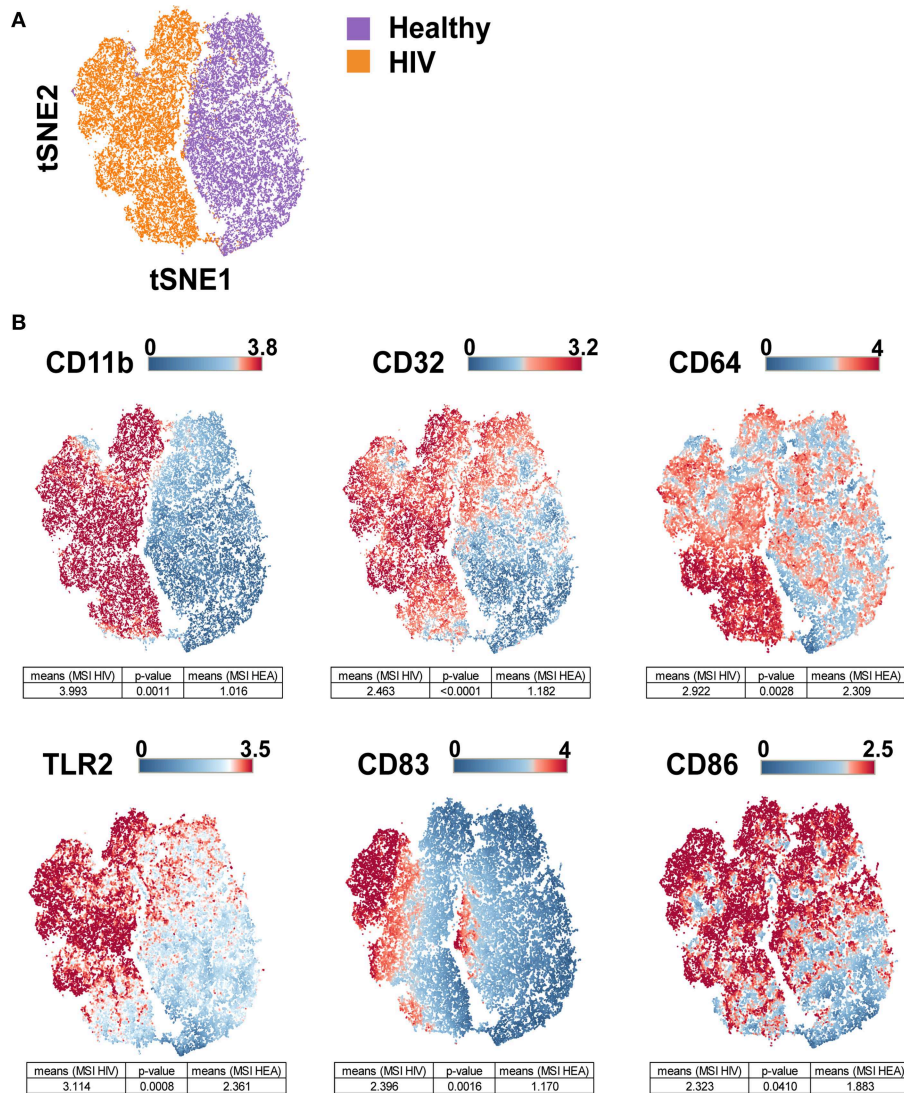 A
Healthy
HIV
tSNE2
tSNE1
B
CD11b 0 3.8
CD32 0 3.2
CD64 0 4
means (MSI HIV) p-value means (MSI HEA)
3.993 0.0011 1.016
means (MSI HIV) p-value means (MSI HEA)
2.463 <0.0001 1.182
means (MSI HIV) p-value means (MSI HEA)
2.922 0.0028 2.309
TLR2 0 3.5
CD83 0 4
CD86 0 2.5
means (MSI HIV) p-value means (MSI HEA)
3.114 0.0008 2.361
means (MSI HIV) p-value means (MSI HEA)
2.396 0.0016 1.170
means (MSI HIV) p-value means (MSI HEA)
2.323 0.0410 1.883